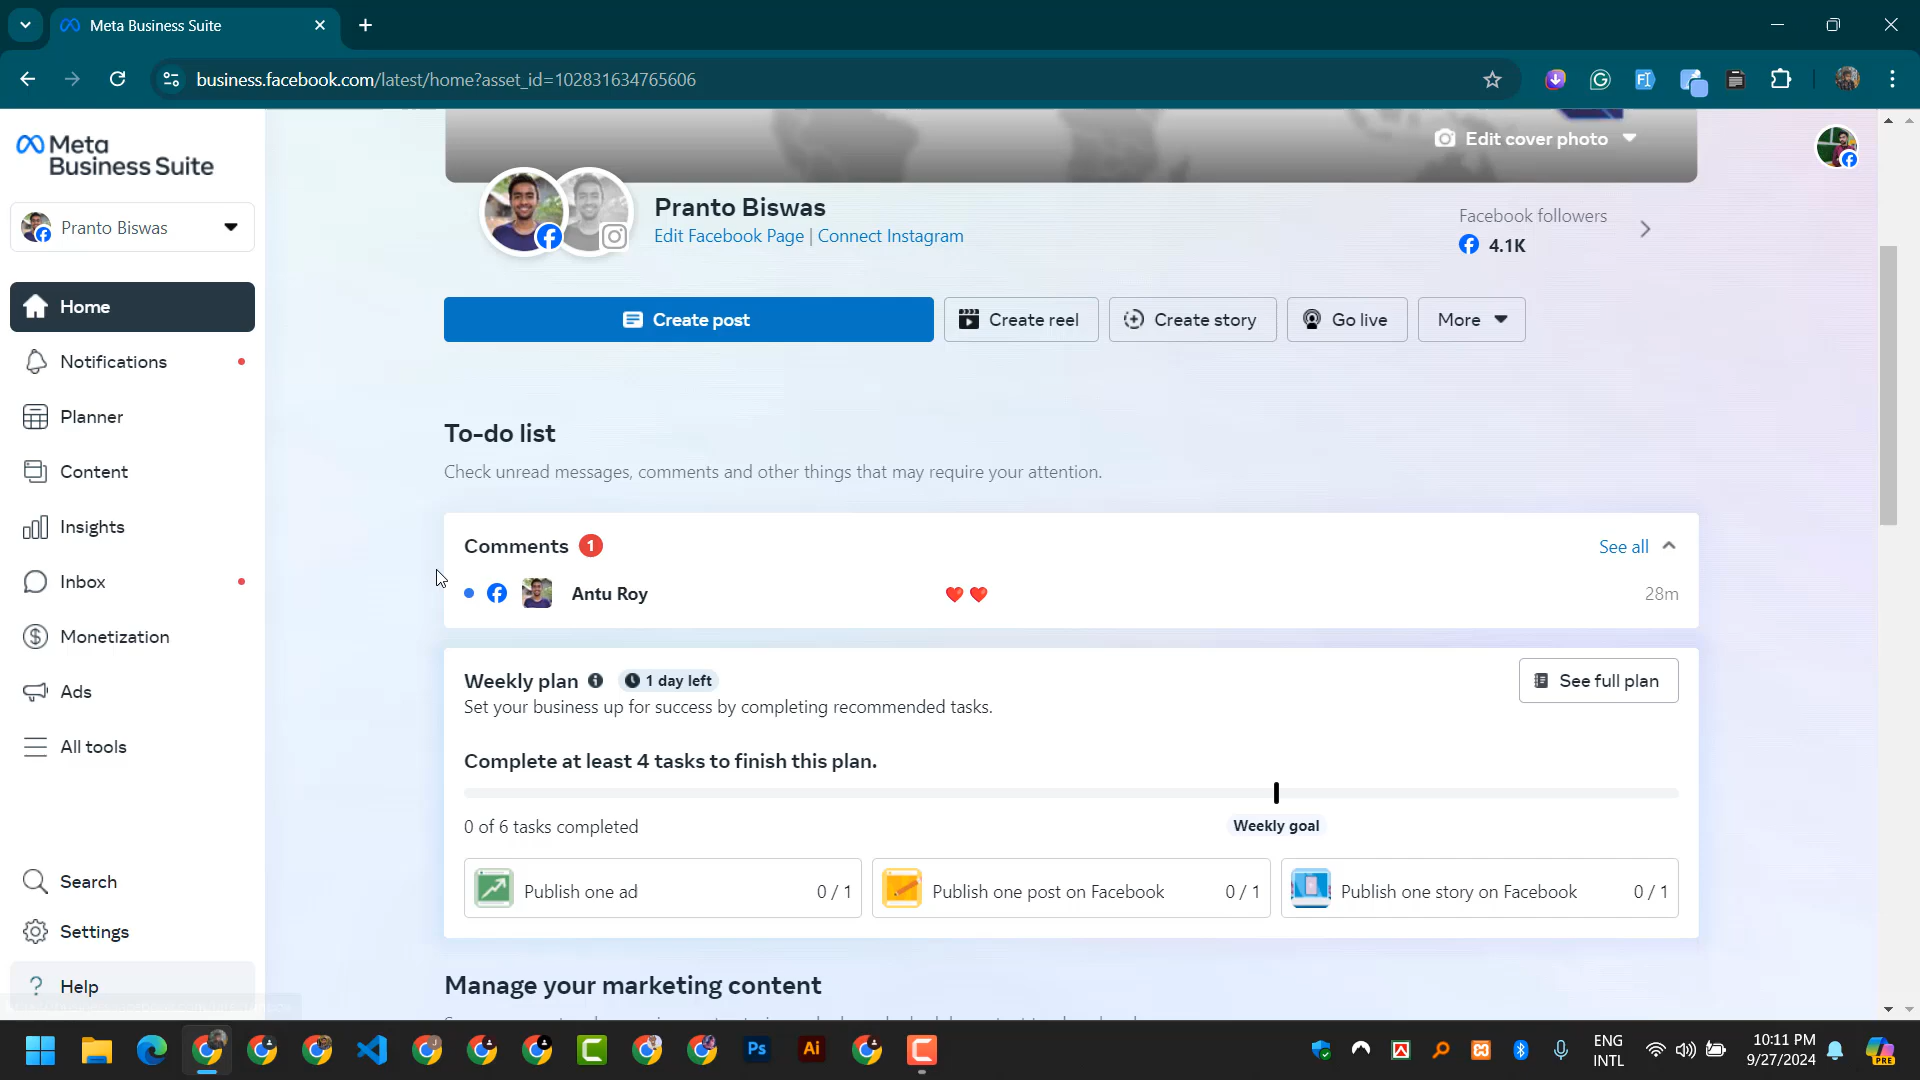 Meta Business Suite
business.facebook.com/latest/home?asset_id=102831634765606
Meta
Business Suite
Edit cover photo
Pranto Biswas
Pranto Biswas
Edit Facebook Page | Connect Instagram
Facebook followers
4.1K
Home
Notifications
Planner
Content
Insights
Inbox
Monetization
Ads
All tools
Search
Settings
? Help
Create post
Create reel
Create story
Go live
More
To-do list
Check unread messages, comments and other things that may require your attention.
Comments 1
See all
Antu Roy
28m
Weekly plan
1 day left
See full plan
Set your business up for success by completing recommended tasks.
Complete at least 4 tasks to finish this plan.
0 of 6 tasks completed
Weekly goal
Publish one ad 0 / 1
Publish one post on Facebook 0 / 1
Publish one story on Facebook 0 / 1
Manage your marketing content
Ps
Ai
ENG
INTL
10:11 PM
9/27/2024
PRE